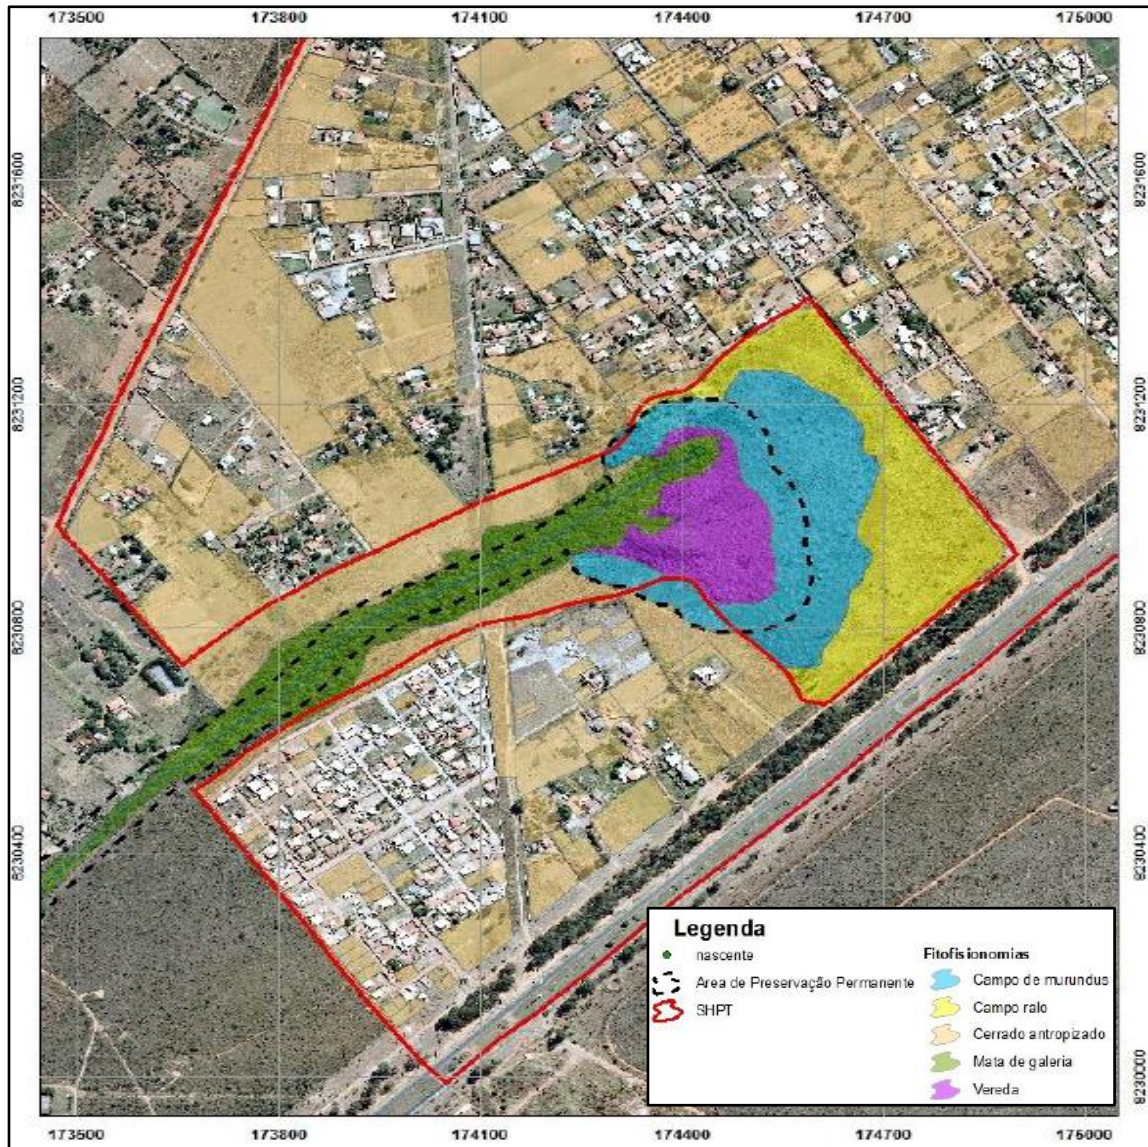 173500 173800 174100 174400 174700 175000
8231600 8231600
8231200 8231200
8230800 8230800
8230400 8230400
8230000
Legenda
nascente
Area de Preservação Permanente
SHPT
Fitofisionomias
Campo de murundus
Campo ralo
Cerrado antropizado
Mata de galeria
Vereda
173500 173800 174100 174400 174700 175000